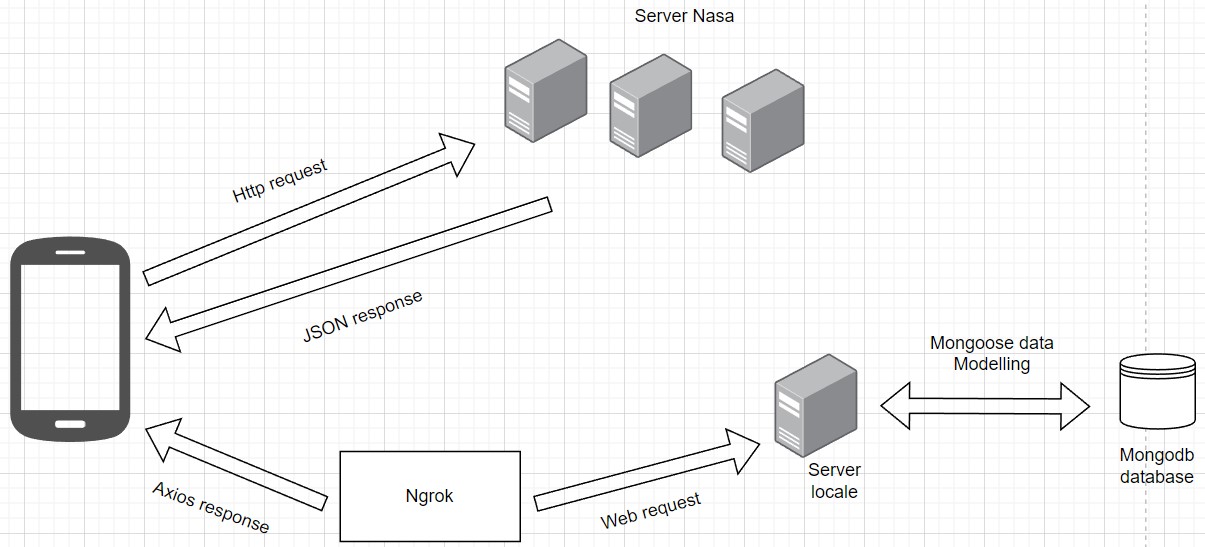 Server Nasa
Http request
JSON response
Mongoose data
Modelling
Server
locale
Mongodb
database
Ngrok
Axios response
Web request